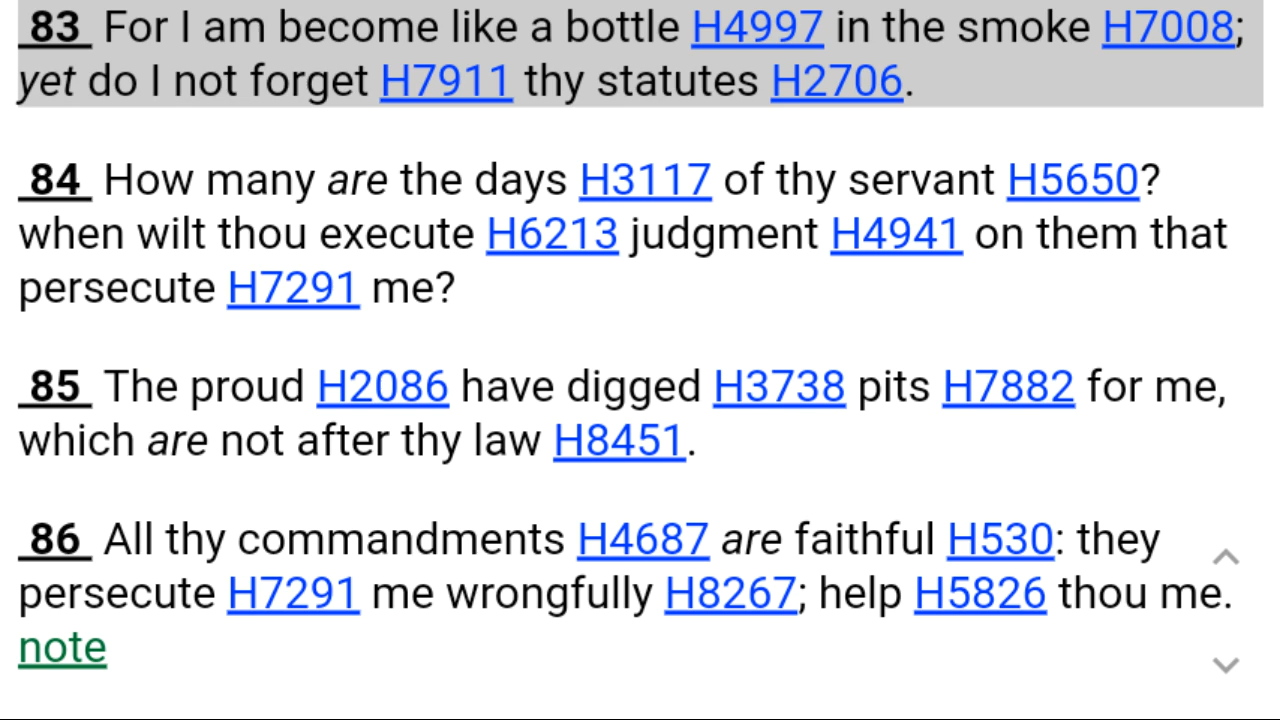 83 For I am become like a bottle H4997 in the smoke H7008;
yet do I not forget H7911 thy statutes H2706.
84 How many are the days H3117 of thy servant H5650?
when wilt thou execute H6213 judgment H4941 on them that
persecute H7291 me?
85 The proud H2086 have digged H3738 pits H7882 for me,
which are not after thy law H8451.
86 All thy commandments H4687 are faithful H530: they
persecute H7291 me wrongfully H8267; help H5826 thou me.
note